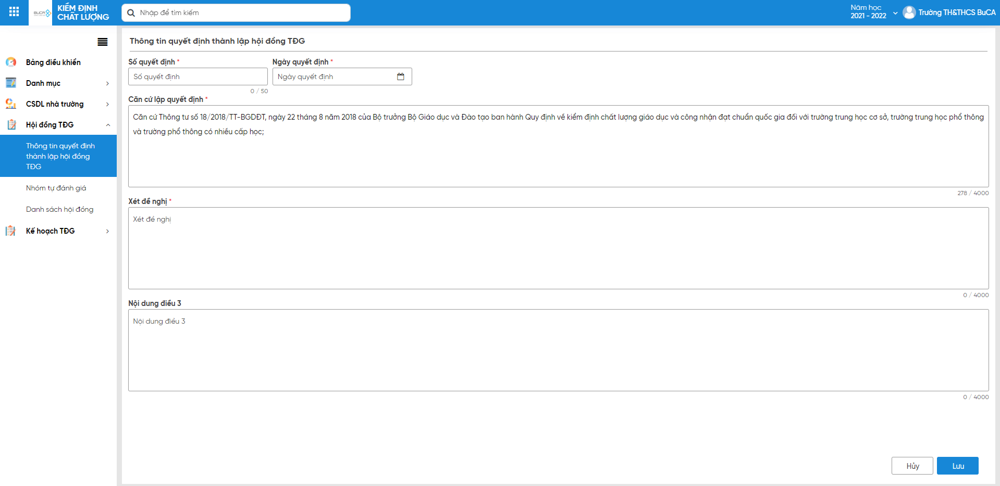 BUCA
KIỂM ĐỊNH
CHẤT LƯỢNG
Nhập để tìm kiếm
Năm học
2021 - 2022
Trường TH&THCS BuCA
Bảng điều khiển
Danh mục
CSDL nhà trường
Hội đồng TĐG
Thông tin quyết định
thành lập hội đồng
TĐG
Nhóm tự đánh giá
Danh sách hội đồng
Kế hoạch TĐG
Thông tin quyết định thành lập hội đồng TĐG
Số quyết định *
Ngày quyết định *
Số quyết định
Ngày quyết định
0 / 50
Căn cứ lập quyết định *
Căn cứ Thông tư số 18/2018/TT-BGDĐT, ngày 22 tháng 8 năm 2018 của Bộ trưởng Bộ Giáo dục và Đào tạo ban hành Quy định về kiểm định chất lượng giáo dục và công nhận đạt chuẩn quốc gia đối với trường trung học cơ sở, trường trung học phổ thông
và trường phổ thông có nhiều cấp học;
278 / 4000
Xét đề nghị *
Xét đề nghị
0 / 4000
Nội dung điều 3
Nội dung điều 3
0 / 4000
Hủy
Lưu